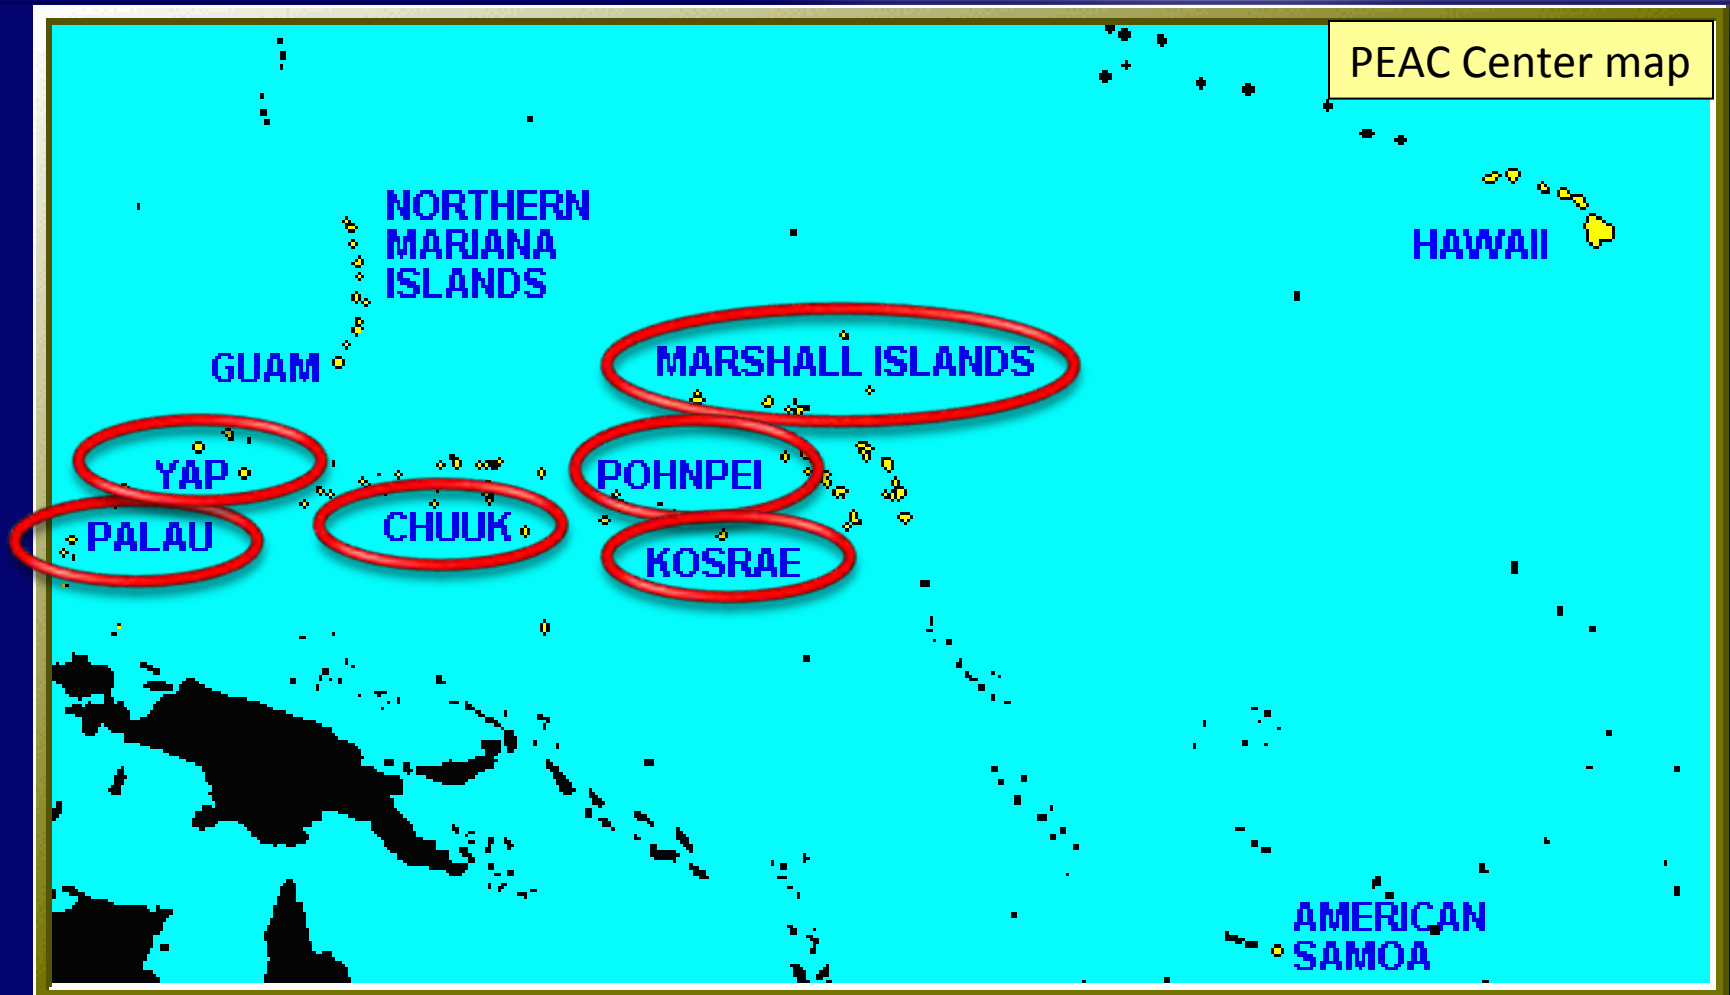 PEAC Center map
NORTHERN
MARIANA
ISLANDS
HAWAII
GUAM
MARSHALL ISLANDS
YAP
POHNPEI
PALAU
CHUUK
KOSRAE
AMERICAN
SAMOA